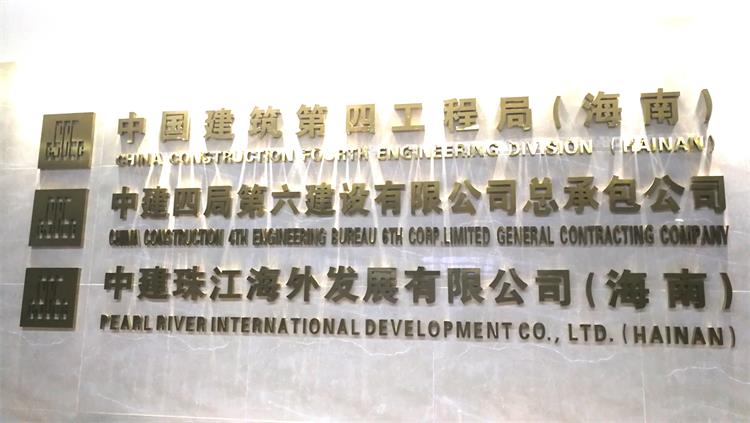 中国建筑第四工程局(海南)
CHINA CONSTRUCTION FOURTH ENGINEERING DIVISION (HAINAN)
中建四局第六建设有限公司总承包公司
CHINA CONSTRUCTION 4TH ENGINEERING BUREAU 6TH CORP.LIMITED GENERAL CONTRACTING COMPANY
中建珠江海外发展有限公司(海南)
PEARL RIVER INTERNATIONAL DEVELOPMENT CO., LTD. (HAINAN)